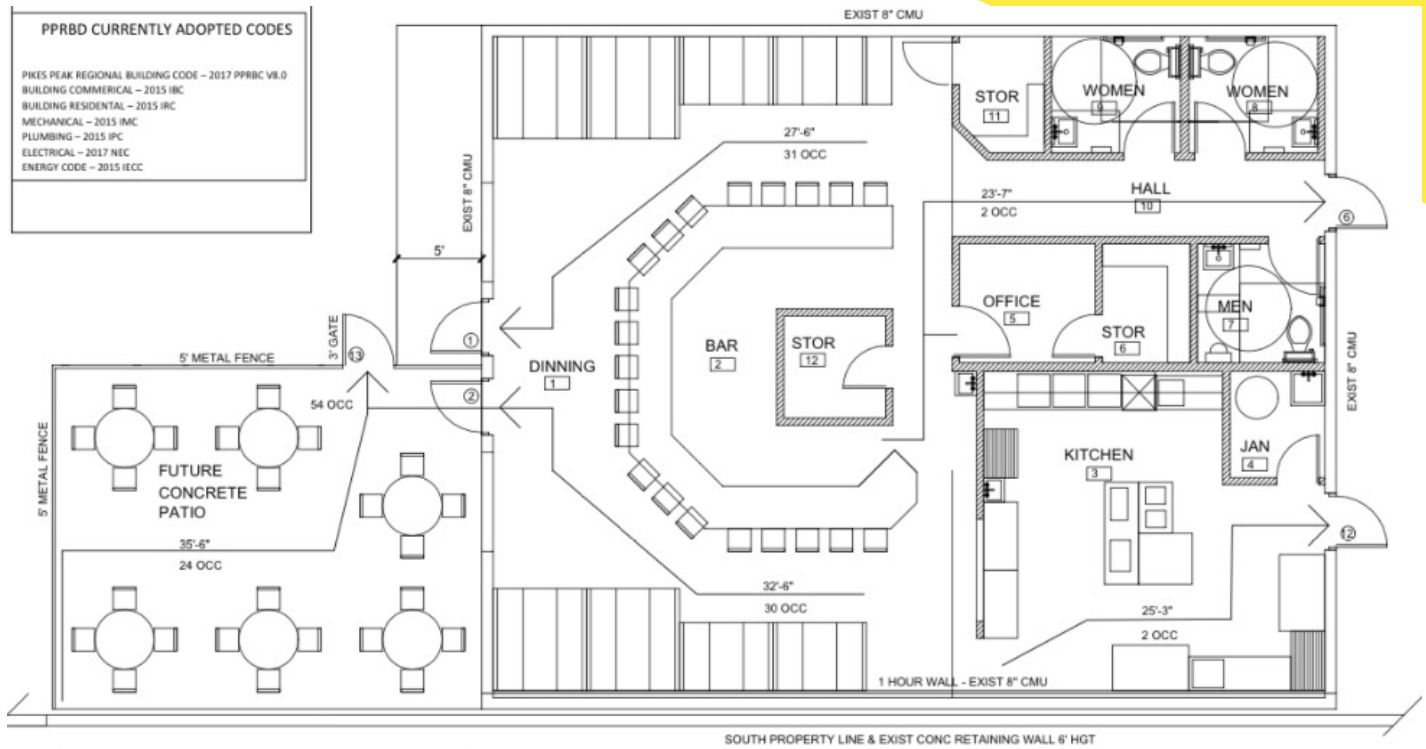 PPRBD CURRENTLY ADOPTED CODES
PIKES PEAK REGIONAL BUILDING CODE – 2017 PPRBC V8.0
BUILDING COMMERICAL – 2015 IBC
BUILDING RESIDENTAL – 2015 IRC
MECHANICAL – 2015 IMC
PLUMBING – 2015 IPC
ELECTRICAL – 2017 NEC
ENERGY CODE – 2015 IECC
EXIST 8" CMU
EXIST 8" CMU
5'
3' GATE
13
5' METAL FENCE
5' METAL FENCE
54 OCC
FUTURE
CONCRETE
PATIO
35'-6"
24 OCC
1
2
DINNING
1
27'-6"
31 OCC
BAR
2
STOR
12
32'-6"
30 OCC
STOR
11
WOMEN
9
WOMEN
8
HALL
10
23'-7"
2 OCC
6
OFFICE
5
STOR
6
MEN
7
EXIST 8" CMU
KITCHEN
3
JAN
4
12
25'-3"
2 OCC
1 HOUR WALL - EXIST 8" CMU
SOUTH PROPERTY LINE & EXIST CONC RETAINING WALL 6' HGT